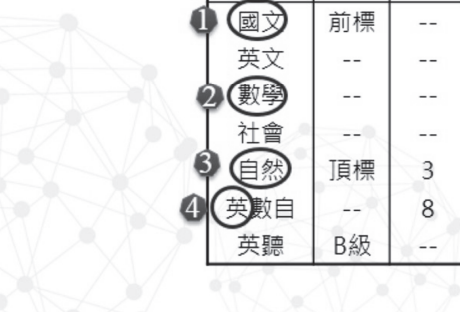 1 國文 前標 --
英文 -- --
2 數學 -- --
社會 -- --
3 自然 頂標 3
4 英數自 -- 8
英聽 B級 --